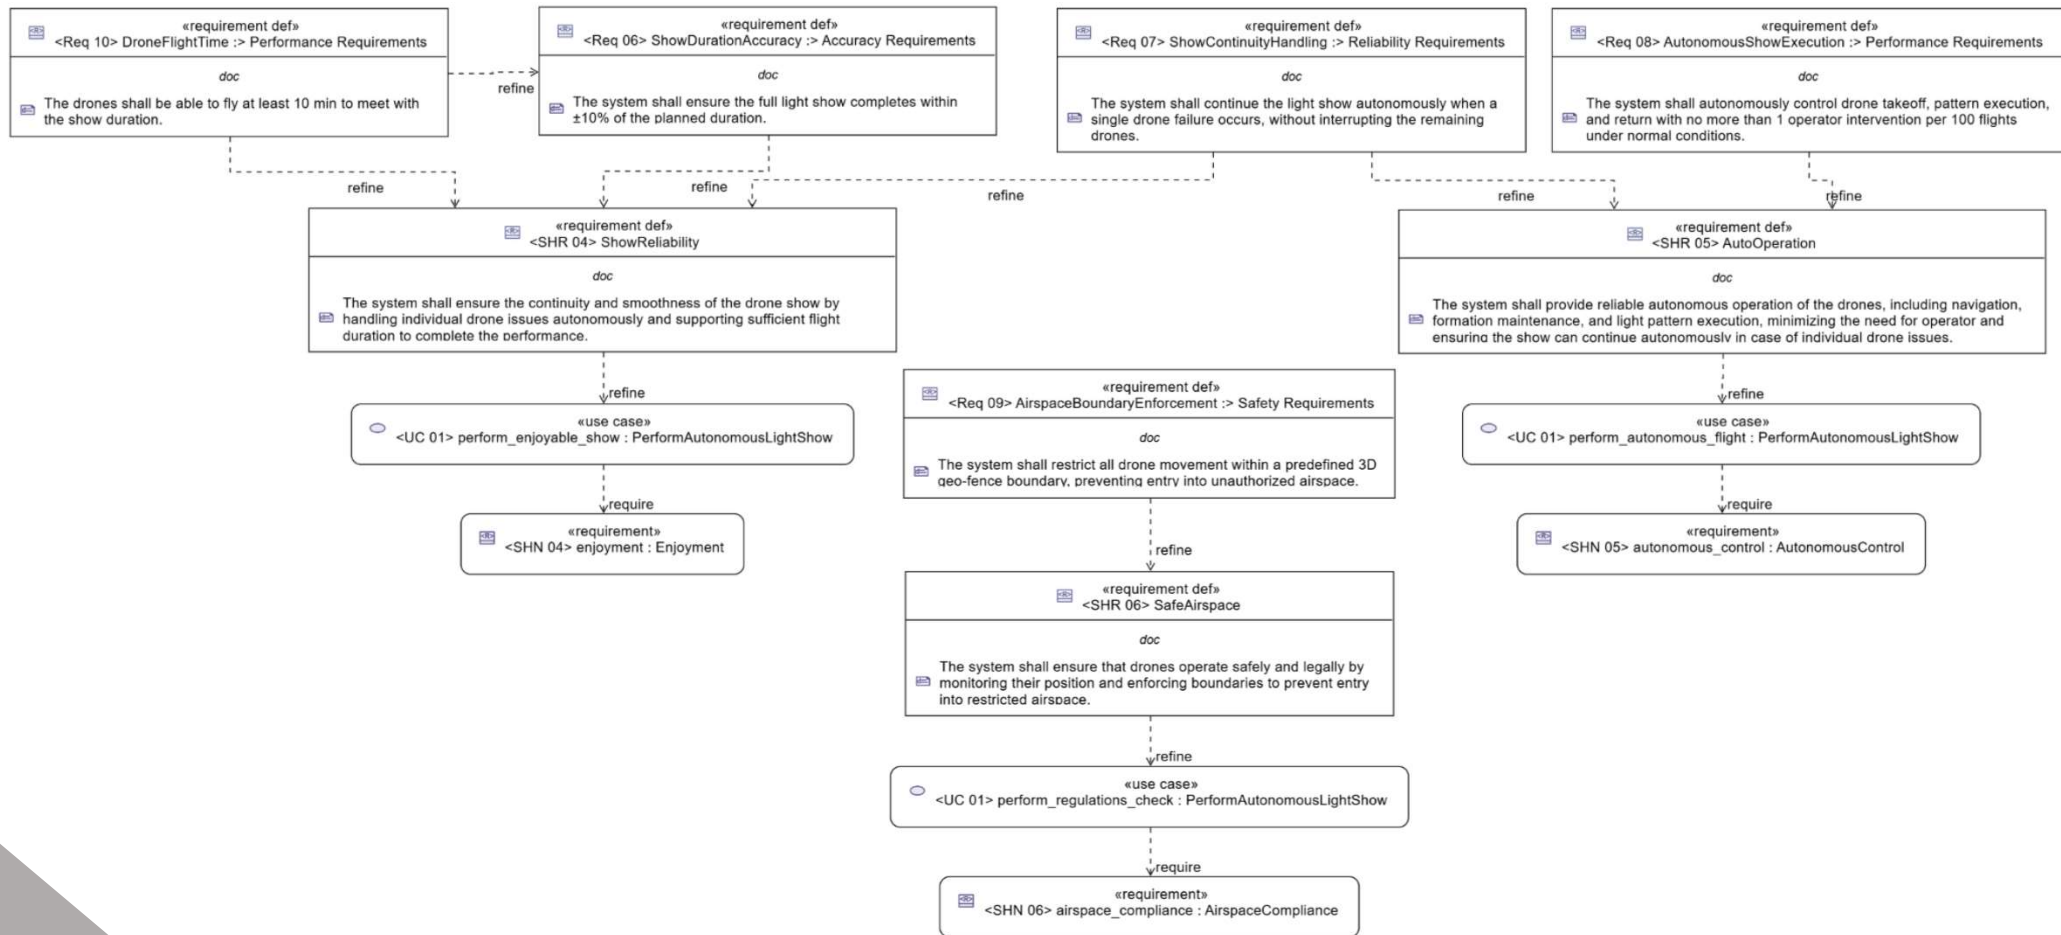 «requirement def»
<Req 10> DroneFlightTime :> Performance Requirements
doc
The drones shall be able to fly at least 10 min to meet with
the show duration.
refine
«requirement def»
<Req 06> ShowDurationAccuracy :> Accuracy Requirements
doc
The system shall ensure the full light show completes within
±10% of the planned duration.
«requirement def»
<Req 07> ShowContinuityHandling :> Reliability Requirements
doc
The system shall continue the light show autonomously when a
single drone failure occurs, without interrupting the remaining
drones.
«requirement def»
<Req 08> AutonomousShowExecution :> Performance Requirements
doc
The system shall autonomously control drone takeoff, pattern execution,
and return with no more than 1 operator intervention per 100 flights
under normal conditions.
refine
refine
refine
refine
refine
«requirement def»
<SHR 04> ShowReliability
doc
The system shall ensure the continuity and smoothness of the drone show by
handling individual drone issues autonomously and supporting sufficient flight
duration to complete the performance.
refine
«use case»
<UC 01> perform_enjoyable_show : PerformAutonomousLightShow
require
«requirement»
<SHN 04> enjoyment : Enjoyment
«requirement def»
<SHR 05> AutoOperation
doc
The system shall provide reliable autonomous operation of the drones, including navigation,
formation maintenance, and light pattern execution, minimizing the need for operator and
ensuring the show can continue autonomously in case of individual drone issues.
refine
«use case»
<UC 01> perform_autonomous_flight : PerformAutonomousLightShow
require
«requirement»
<SHN 05> autonomous_control : AutonomousControl
«requirement def»
<Req 09> AirspaceBoundaryEnforcement :> Safety Requirements
doc
The system shall restrict all drone movement within a predefined 3D
geo-fence boundary, preventing entry into unauthorized airspace.
refine
«requirement def»
<SHR 06> SafeAirspace
doc
The system shall ensure that drones operate safely and legally by
monitoring their position and enforcing boundaries to prevent entry
into restricted airspace.
refine
«use case»
<UC 01> perform_regulations_check : PerformAutonomousLightShow
require
«requirement»
<SHN 06> airspace_compliance : AirspaceCompliance